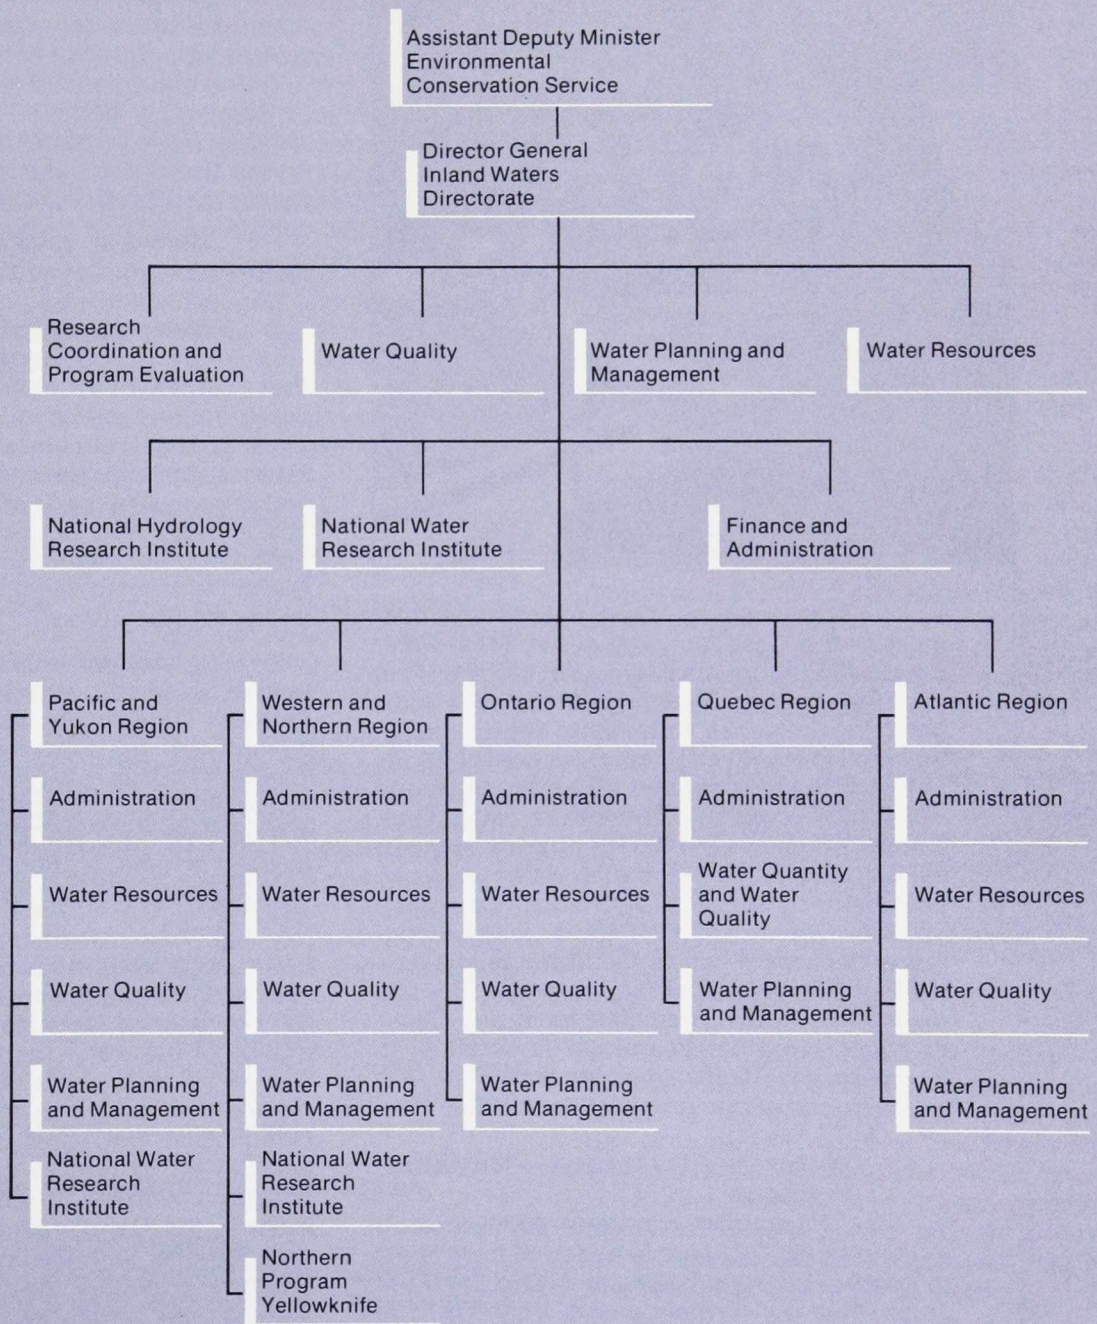 Assistant Deputy Minister
Environmental
Conservation Service
Director General
Inland Waters
Directorate
Research
Coordination and
Program Evaluation
Water Quality
Water Planning and
Management
Water Resources
National Hydrology
Research Institute
National Water
Research Institute
Finance and
Administration
Pacific and
Yukon Region
Administration
Water Resources
Water Quality
Water Planning
and Management
National Water
Research
Institute
Western and
Northern Region
Administration
Water Resources
Water Quality
Water Planning
and Management
National Water
Research
Institute
Northern
Program
Yellowknife
Ontario Region
Administration
Water Resources
Water Quality
Water Planning
and Management
Quebec Region
Administration
Water Quantity
and Water
Quality
Water Planning
and Management
Atlantic Region
Administration
Water Resources
Water Quality
Water Planning
and Management